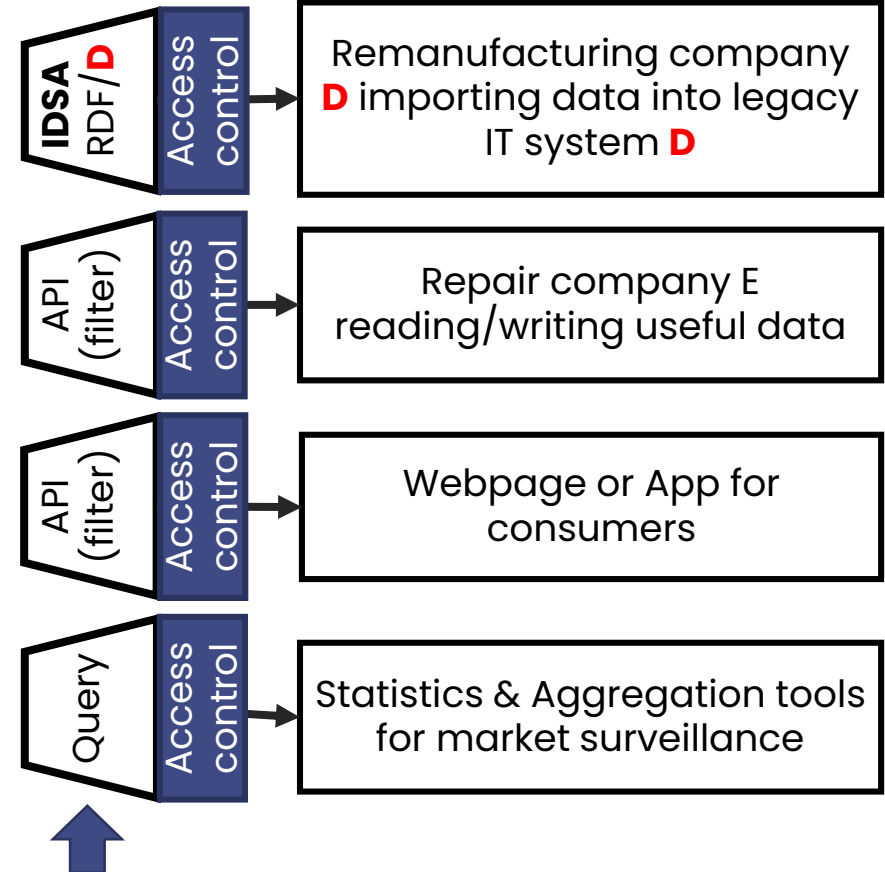 IDSA
RDF/D
Access
control
Remanufacturing company
D importing data into legacy
IT system D
API
(filter)
Access
control
Repair company E
reading/writing useful data
API
(filter)
Access
control
Webpage or App for
consumers
Query
Access
control
Statistics & Aggregation tools
for market surveillance